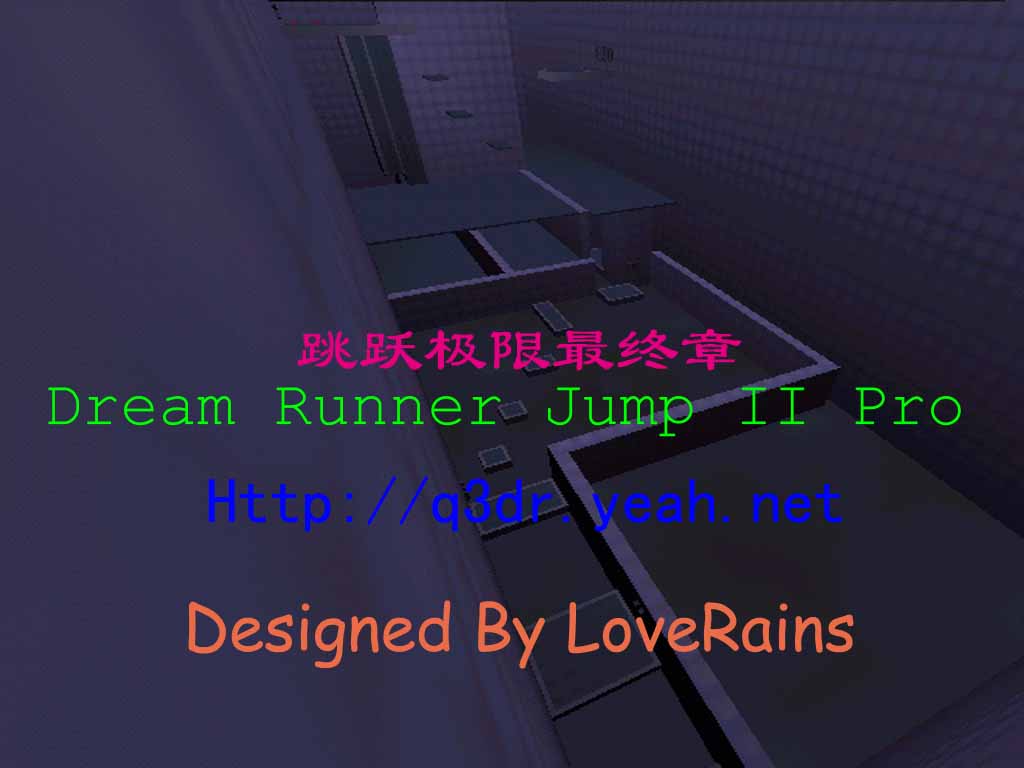 跳跃极限最终章
Dream Runner Jump II Pro
Http://q3dr.yeah.net
Designed By LoveRains